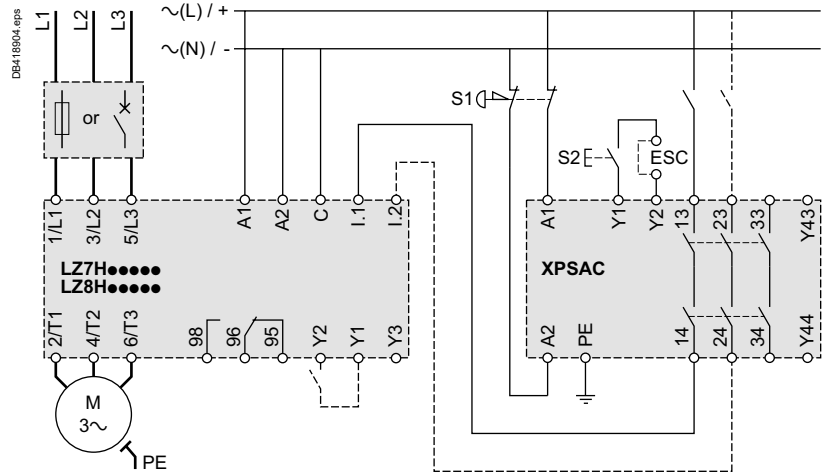 DB418904.eps
L1
L2
L3
~(L) / +
~(N) / -
or
S1
S2
ESC
1/L1
3/L2
5/L3
A1
A2
C
I.1
I.2
A1
Y1
Y2
13
23
33
Y43
LZ7H●●●●●
LZ8H●●●●●
XPSAC
2/T1
4/T2
6/T3
98
96
95
Y2
Y1
Y3
A2
PE
14
24
34
Y44
M
3~
PE